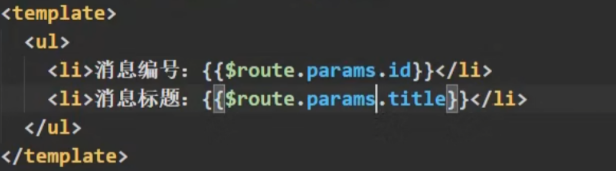 <template>
<ul>
<li>消息编号：{{$route.params.id}}</li>
<li>消息标题：{{$route.params.title}}</li>
</ul>
</template>